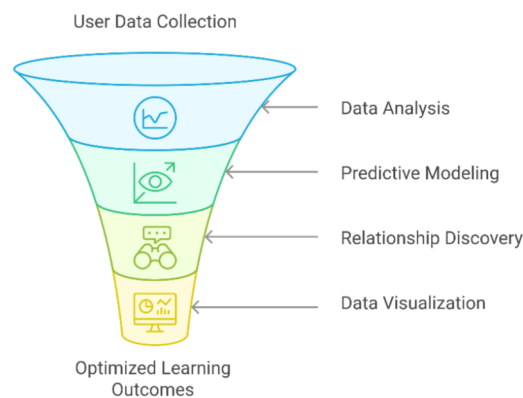 User Data Collection
Data Analysis
Predictive Modeling
Relationship Discovery
Data Visualization
Optimized Learning
Outcomes